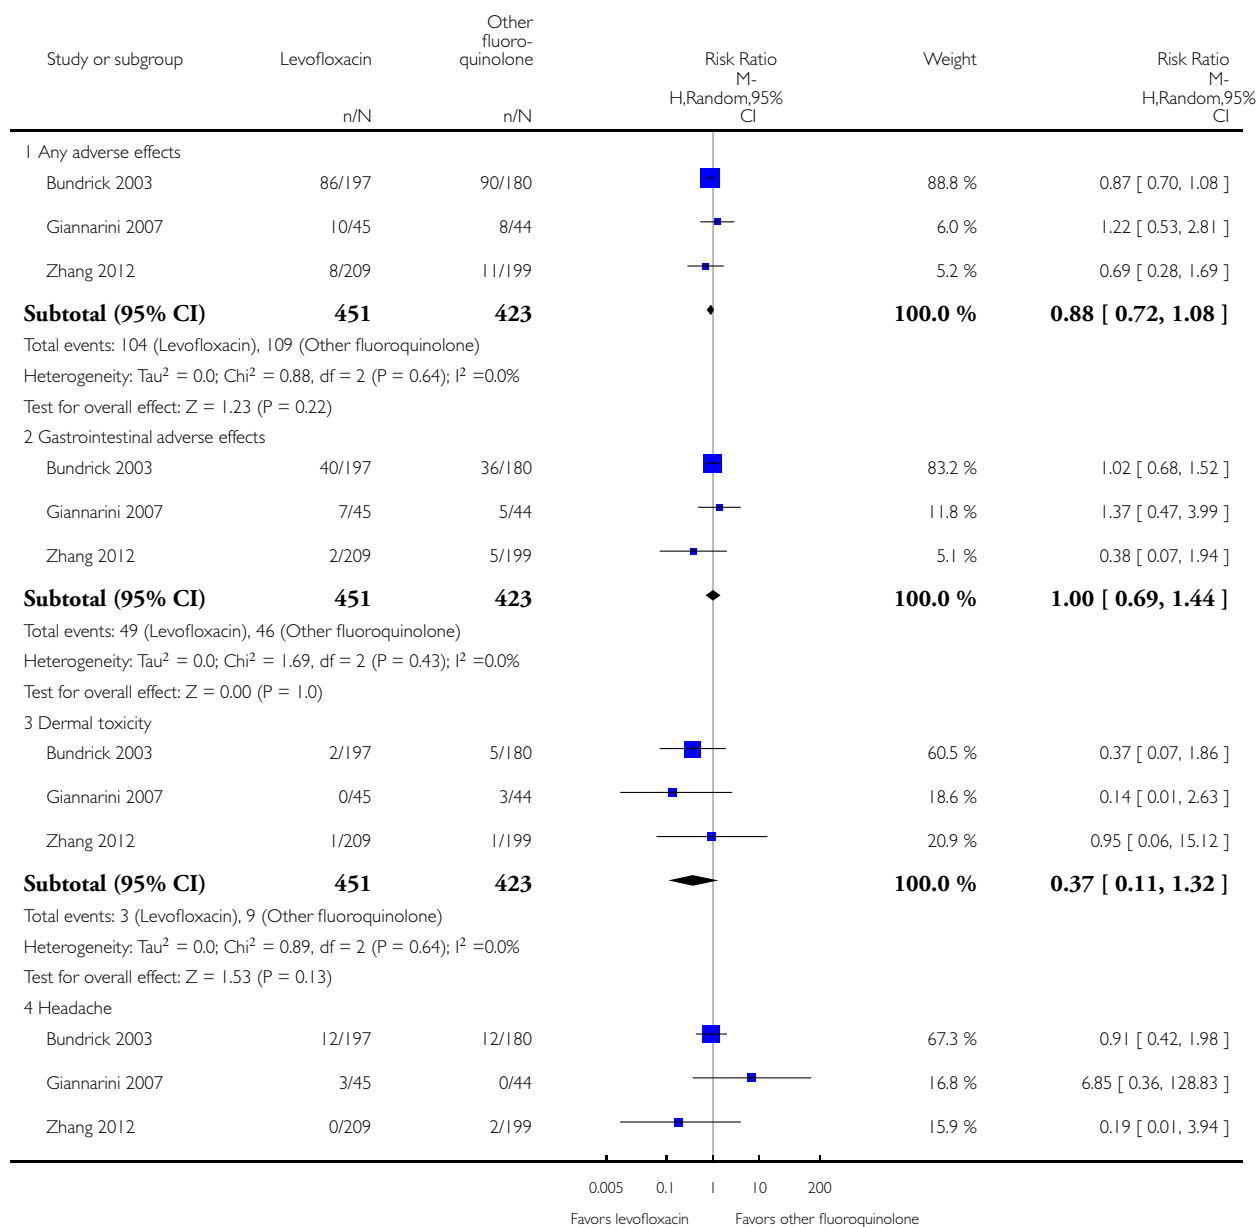 Other
fluoro-
Study or subgroup Levofloxacin quinolone Risk Ratio Weight Risk Ratio
M- M-
H,Random,95% H,Random,95%
n/N n/N CI CI
1 Any adverse effects
Bundrick 2003 86/197 90/180 88.8 % 0.87 [ 0.70, 1.08 ]
Giannarini 2007 10/45 8/44 6.0 % 1.22 [ 0.53, 2.81 ]
Zhang 2012 8/209 11/199 5.2 % 0.69 [ 0.28, 1.69 ]
Subtotal (95% CI) 451 423 100.0 % 0.88 [ 0.72, 1.08 ]
Total events: 104 (Levofloxacin), 109 (Other fluoroquinolone)
Heterogeneity: Tau² = 0.0; Chi² = 0.88, df = 2 (P = 0.64); I² =0.0%
Test for overall effect: Z = 1.23 (P = 0.22)
2 Gastrointestinal adverse effects
Bundrick 2003 40/197 36/180 83.2 % 1.02 [ 0.68, 1.52 ]
Giannarini 2007 7/45 5/44 11.8 % 1.37 [ 0.47, 3.99 ]
Zhang 2012 2/209 5/199 5.1 % 0.38 [ 0.07, 1.94 ]
Subtotal (95% CI) 451 423 100.0 % 1.00 [ 0.69, 1.44 ]
Total events: 49 (Levofloxacin), 46 (Other fluoroquinolone)
Heterogeneity: Tau² = 0.0; Chi² = 1.69, df = 2 (P = 0.43); I² =0.0%
Test for overall effect: Z = 0.00 (P = 1.0)
3 Dermal toxicity
Bundrick 2003 2/197 5/180 60.5 % 0.37 [ 0.07, 1.86 ]
Giannarini 2007 0/45 3/44 18.6 % 0.14 [ 0.01, 2.63 ]
Zhang 2012 1/209 1/199 20.9 % 0.95 [ 0.06, 15.12 ]
Subtotal (95% CI) 451 423 100.0 % 0.37 [ 0.11, 1.32 ]
Total events: 3 (Levofloxacin), 9 (Other fluoroquinolone)
Heterogeneity: Tau² = 0.0; Chi² = 0.89, df = 2 (P = 0.64); I² =0.0%
Test for overall effect: Z = 1.53 (P = 0.13)
4 Headache
Bundrick 2003 12/197 12/180 67.3 % 0.91 [ 0.42, 1.98 ]
Giannarini 2007 3/45 0/44 16.8 % 6.85 [ 0.36, 128.83 ]
Zhang 2012 0/209 2/199 15.9 % 0.19 [ 0.01, 3.94 ]
0.005 0.1 1 10 200
Favors levofloxacin Favors other fluoroquinolone